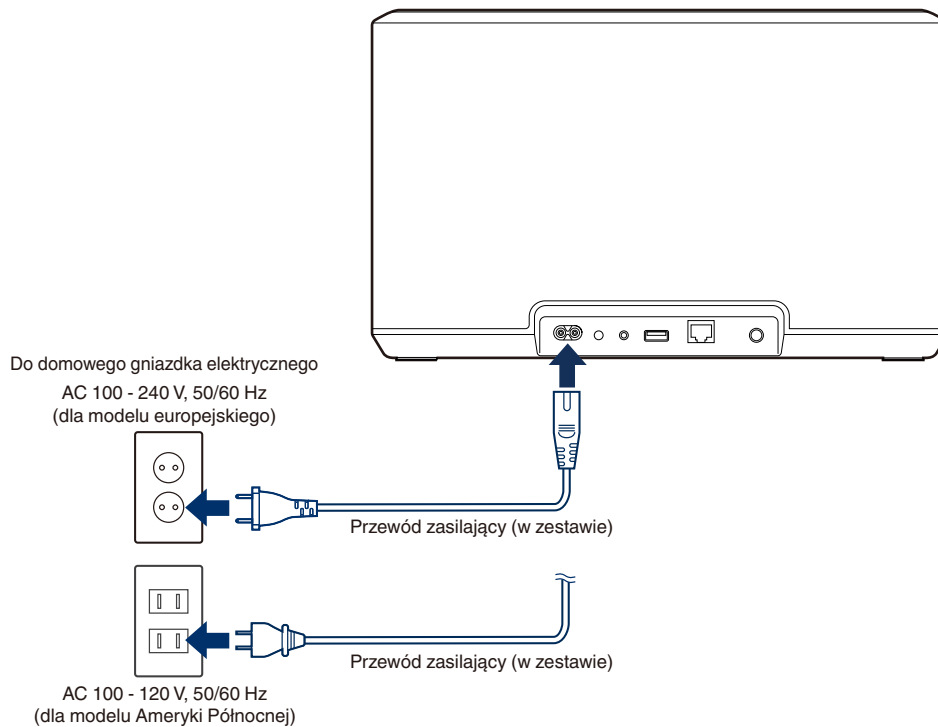 Do domowego gniazdka elektrycznego
AC 100 - 240 V, 50/60 Hz
(dla modelu europejskiego)
Przewód zasilający (w zestawie)
Przewód zasilający (w zestawie)
AC 100 - 120 V, 50/60 Hz
(dla modelu Ameryki Północnej)